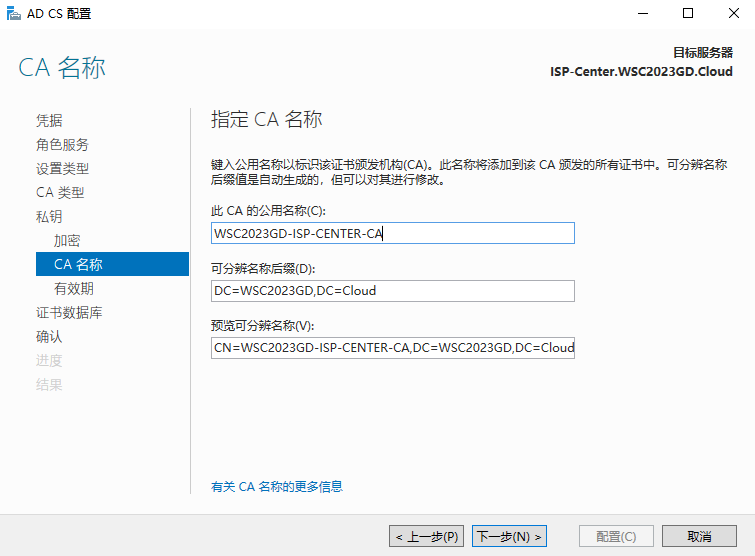 AD CS 配置
CA 名称
目标服务器
ISP-Center.WSC2023GD.Cloud
凭据
角色服务
设置类型
CA 类型
私钥
加密
CA 名称
有效期
证书数据库
确认
进度
结果
指定 CA 名称
键入公用名称以标识该证书颁发机构(CA)。此名称将添加到该 CA 颁发的所有证书中。可分辨名称
后缀值是自动生成的，但可以对其进行修改。
此 CA 的公用名称(C):
WSC2023GD-ISP-CENTER-CA
可分辨名称后缀(D):
DC=WSC2023GD,DC=Cloud
预览可分辨名称(V):
CN=WSC2023GD-ISP-CENTER-CA,DC=WSC2023GD,DC=Cloud
有关 CA 名称的更多信息
< 上一步(P)
下一步(N) >
配置(C)
取消